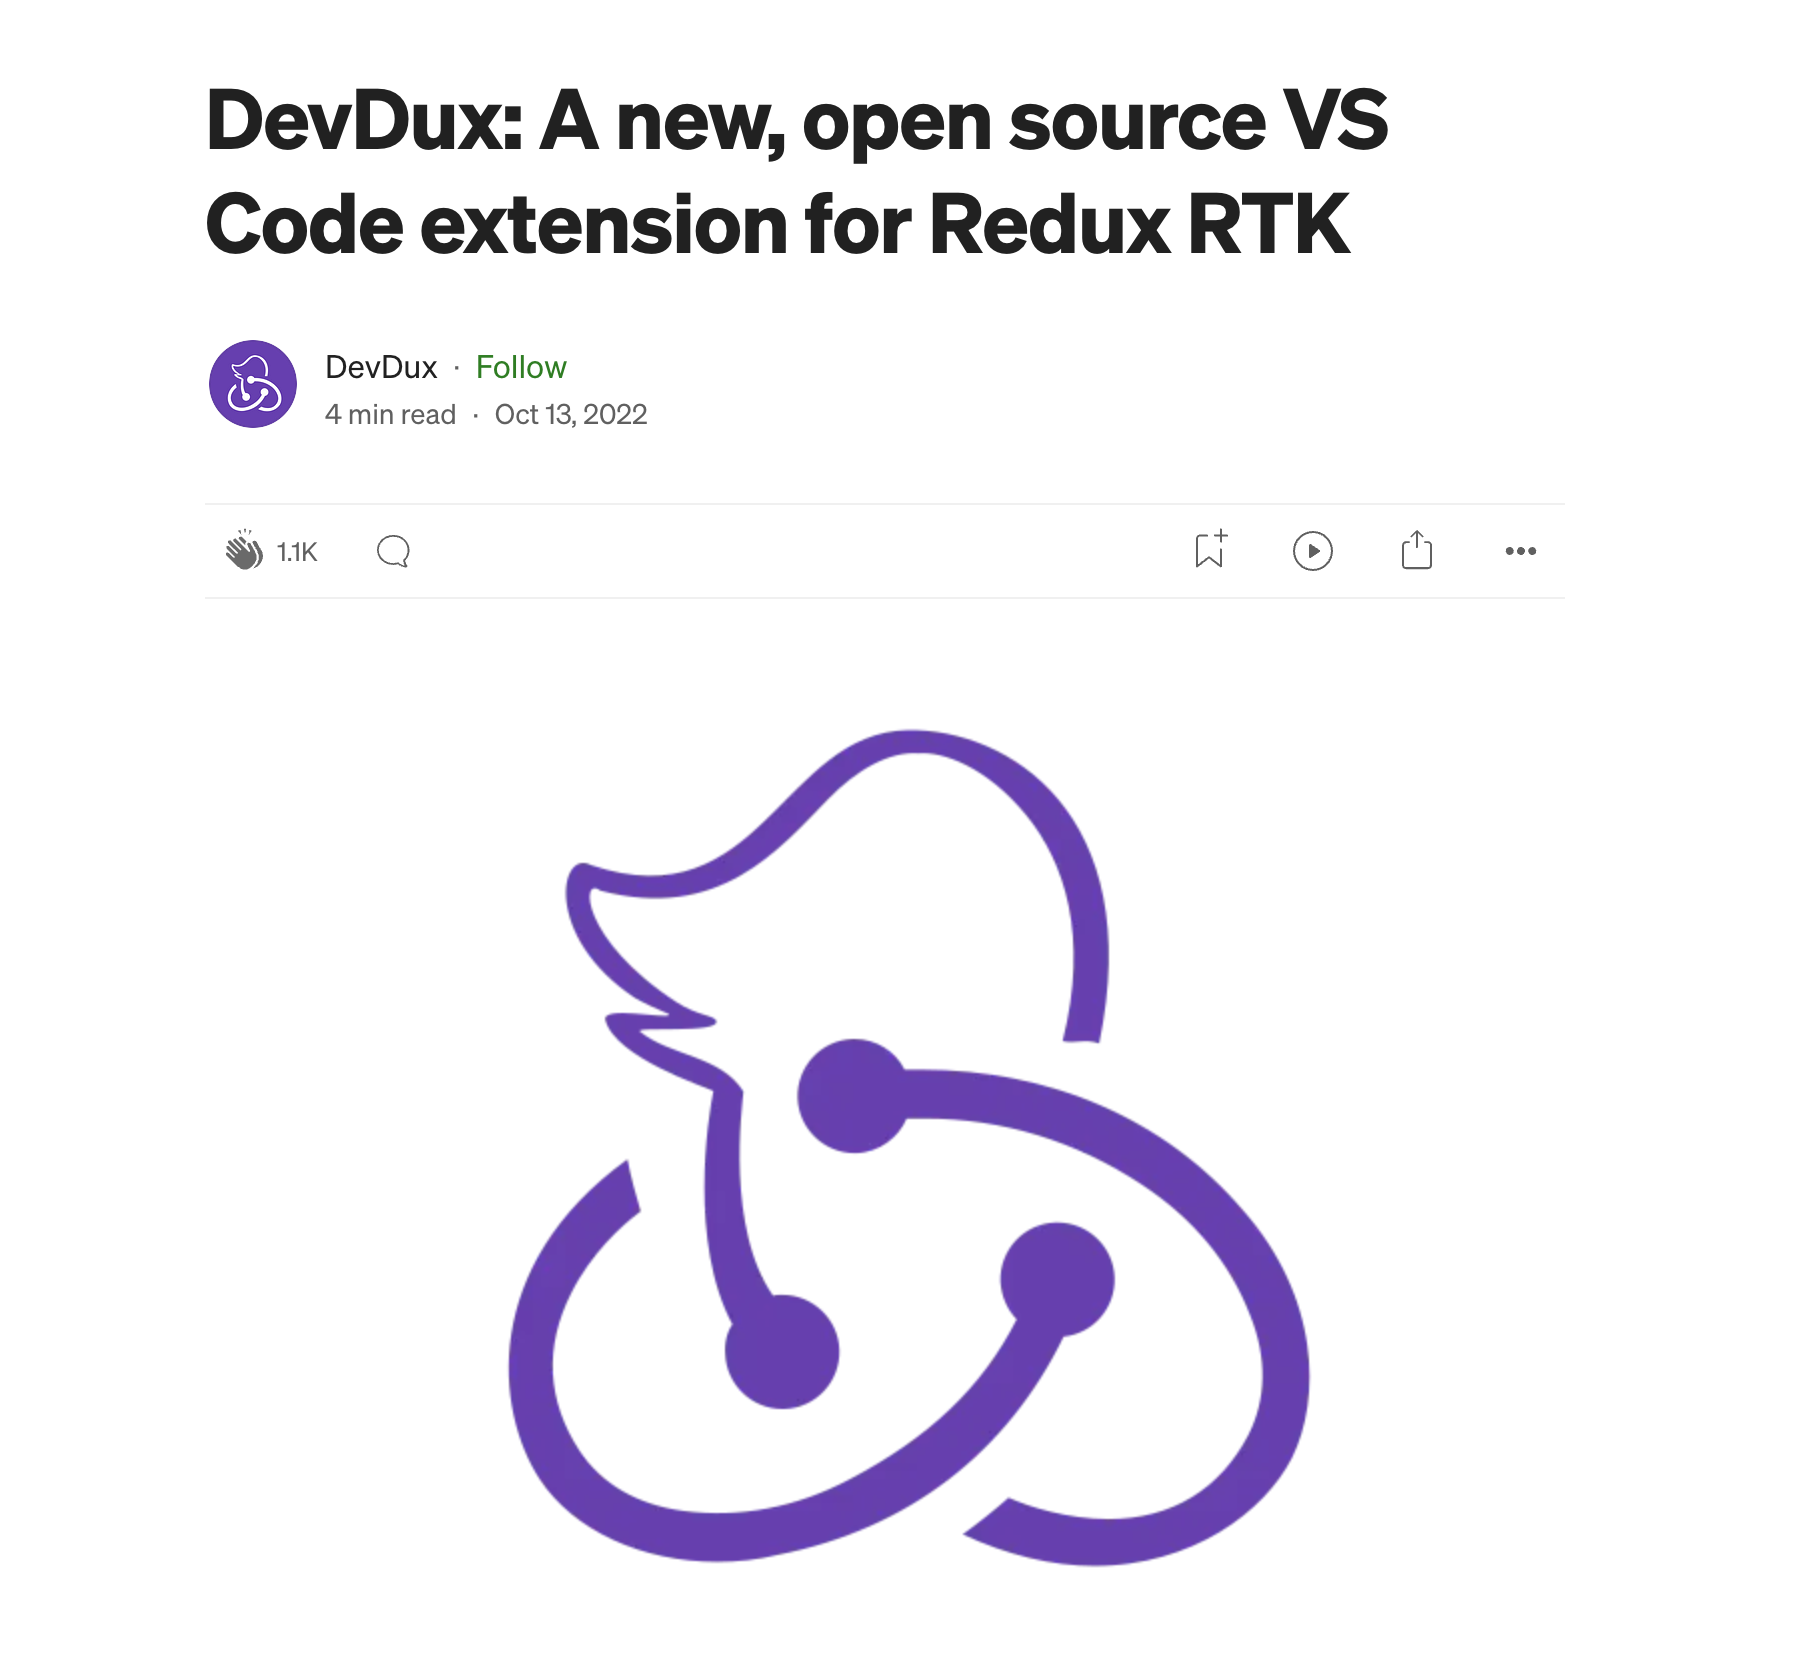 DevDux: A new, open source VS
Code extension for Redux RTK
DevDux · Follow
4 min read · Oct 13, 2022
1.1K